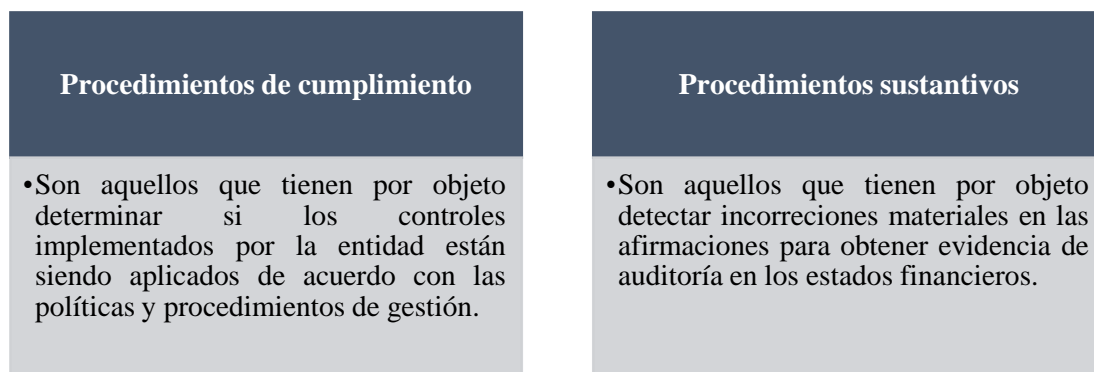 Procedimientos de cumplimiento
•Son aquellos que tienen por objeto
determinar si los controles
implementados por la entidad están
siendo aplicados de acuerdo con las
políticas y procedimientos de gestión.
Procedimientos sustantivos
•Son aquellos que tienen por objeto
detectar incorreciones materiales en las
afirmaciones para obtener evidencia de
auditoría en los estados financieros.